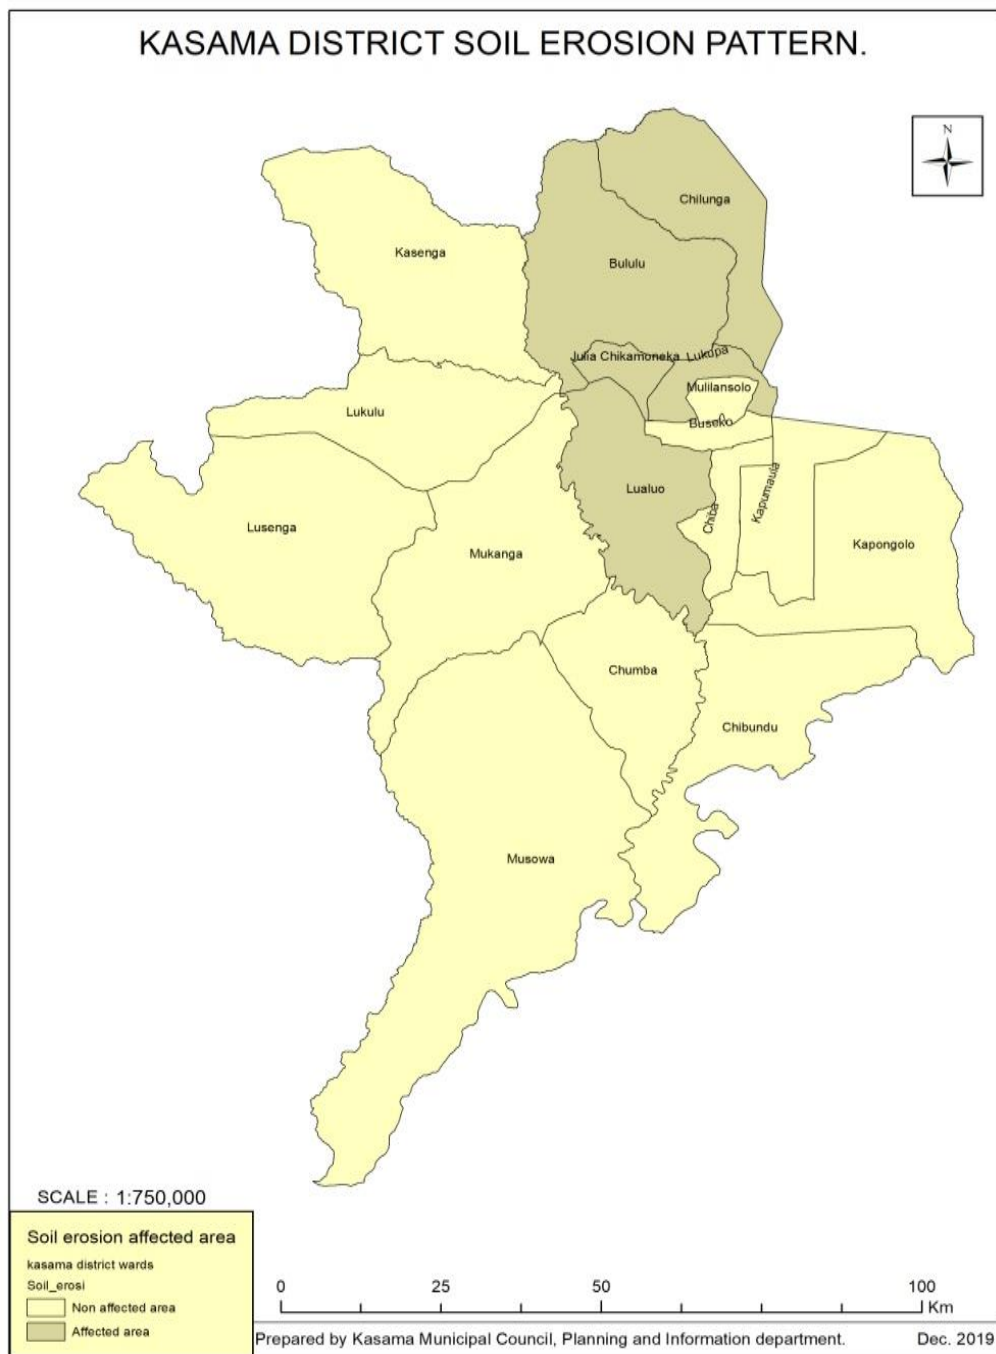 KASAMA DISTRICT SOIL EROSION PATTERN.
N
Chilunga
Kasenga
Bululu
Julia Chikamoneka
Lukupa
Mulilansolo
Lukulu
Buseko
Lualuo
Chiba
Kapumaula
Lusenga
Mukanga
Kapongolo
Chumba
Chibundu
Musowa
SCALE : 1:750,000
Soil erosion affected area
kasama district wards
Soil_erosi
Non affected area
Affected area
0 25 50 100
Km
Prepared by Kasama Municipal Council, Planning and Information department. Dec. 2019